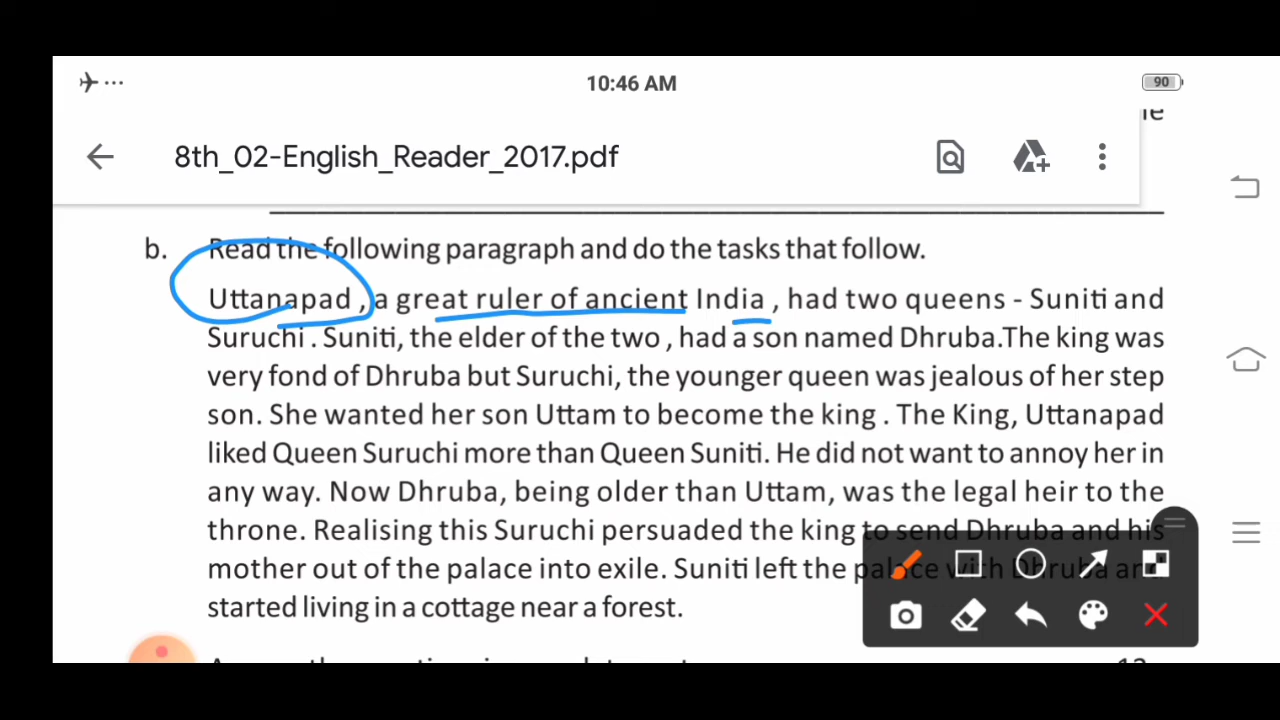 10:46 AM
90
8th_02-English_Reader_2017.pdf
b. Read the following paragraph and do the tasks that follow.
Uttanapad , a great ruler of ancient India , had two queens - Suniti and
Suruchi . Suniti, the elder of the two , had a son named Dhruba.The king was
very fond of Dhruba but Suruchi, the younger queen was jealous of her step
son. She wanted her son Uttam to become the king . The King, Uttanapad
liked Queen Suruchi more than Queen Suniti. He did not want to annoy her in
any way. Now Dhruba, being older than Uttam, was the legal heir to the
throne. Realising this Suruchi persuaded the king to send Dhruba and his
mother out of the palace into exile. Suniti left the palace with Dhruba and
started living in a cottage near a forest.